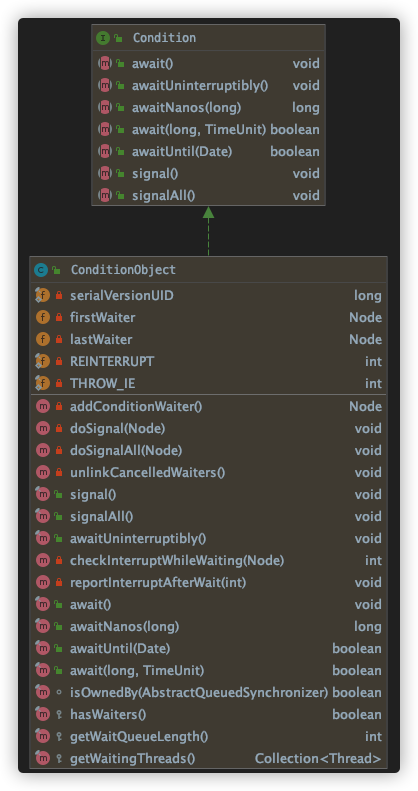 I Condition
m await() void
m awaitUninterruptibly() void
m awaitNanos(long) long
m await(long, TimeUnit) boolean
m awaitUntil(Date) boolean
m signal() void
m signalAll() void
C ConditionObject
f serialVersionUID long
f firstWaiter Node
f lastWaiter Node
f REINTERRUPT int
f THROW_IE int
m addConditionWaiter() Node
m doSignal(Node) void
m doSignalAll(Node) void
m unlinkCancelledWaiters() void
m signal() void
m signalAll() void
m awaitUninterruptibly() void
m checkInterruptWhileWaiting(Node) int
m reportInterruptAfterWait(int) void
m await() void
m awaitNanos(long) long
m awaitUntil(Date) boolean
m await(long, TimeUnit) boolean
m isOwnedBy(AbstractQueuedSynchronizer) boolean
m hasWaiters() boolean
m getWaitQueueLength() int
m getWaitingThreads() Collection<Thread>